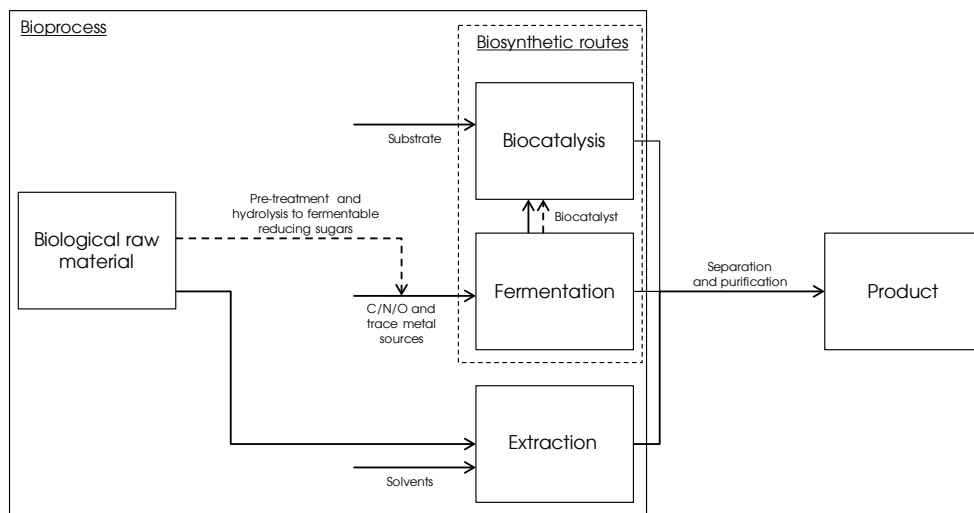 Bioprocess
Biosynthetic routes
Substrate
Biocatalysis
Pre-treatment and
hydrolysis to fermentable
reducing sugars
Biocatalyst
Biological raw
material
C/N/O and
trace metal
sources
Fermentation
Separation
and purification
Product
Extraction
Solvents